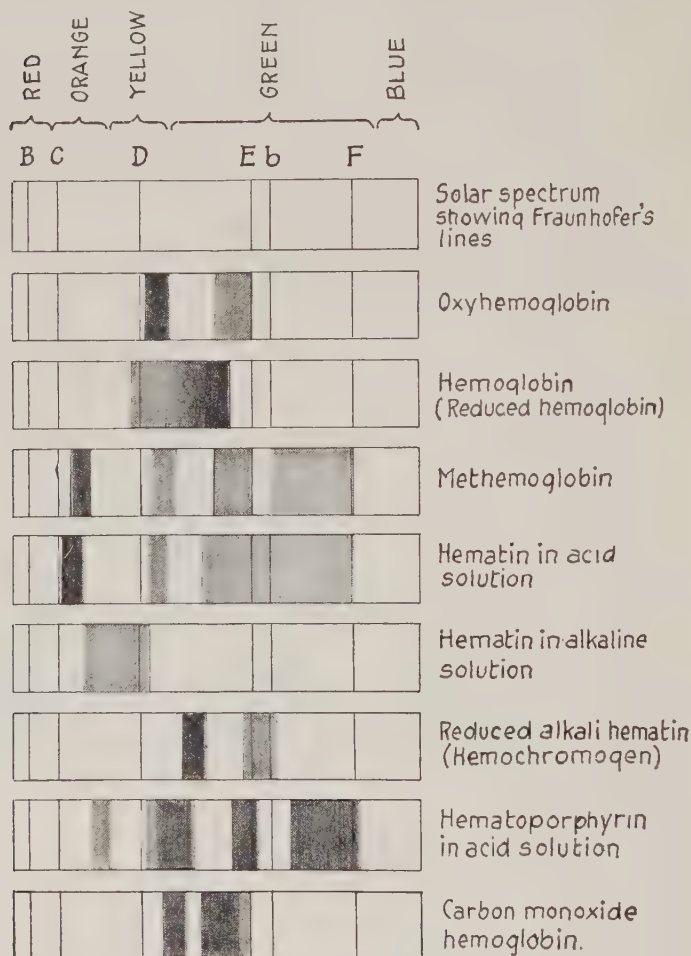 RED
ORANGE
YELLOW
GREEN
BLUE
B C D E b F
Solar spectrum
showing Fraunhofer's
lines
Oxyhemoglobin
Hemoglobin
(Reduced hemoglobin)
Methemoglobin
Hematin in acid
solution
Hematin in alkaline
solution
Reduced alkali hematin
(Hemochromogen)
Hematoporphyrin
in acid solution
Carbon monoxide
hemoglobin.